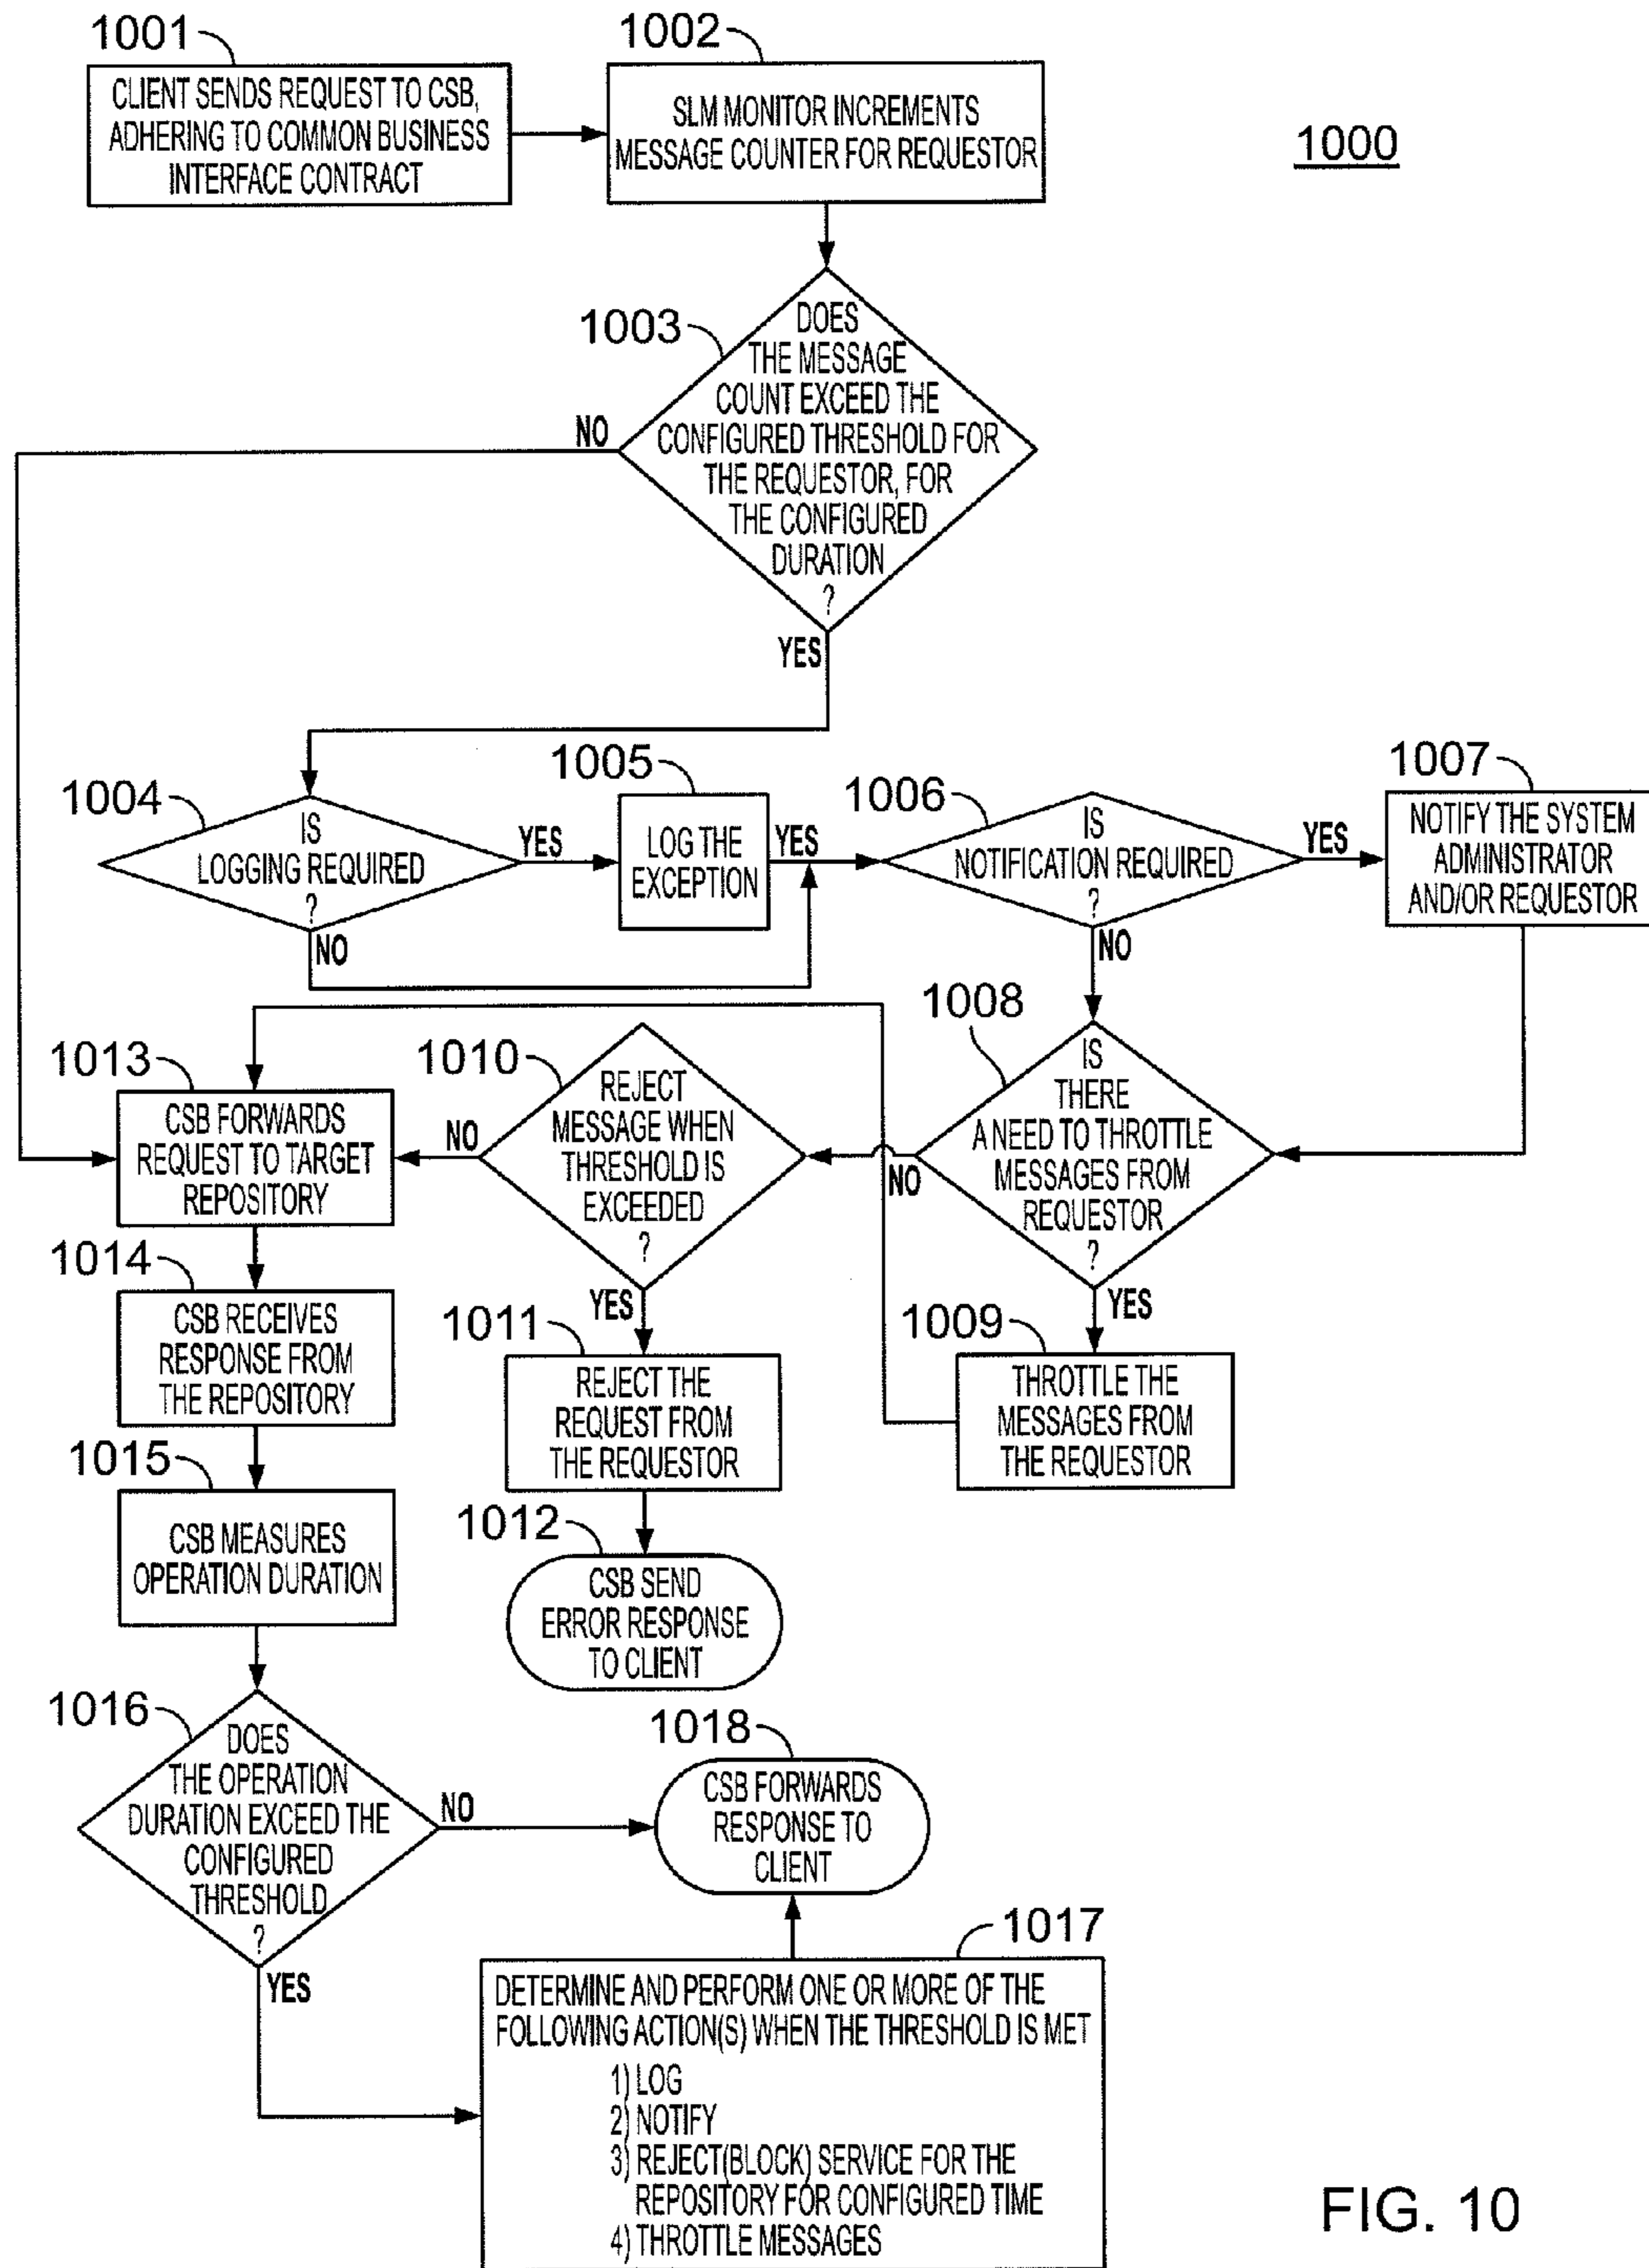 1001
CLIENT SENDS REQUEST TO CSB,
ADHERING TO COMMON BUSINESS
INTERFACE CONTRACT
1002
SLM MONITOR INCREMENTS
MESSAGE COUNTER FOR REQUESTOR
1000
1003
DOES
THE MESSAGE
COUNT EXCEED THE
CONFIGURED THRESHOLD FOR
THE REQUESTOR, FOR
THE CONFIGURED
DURATION
?
NO
YES
1004
IS
LOGGING REQUIRED
?
YES
NO
1005
LOG THE
EXCEPTION
YES
1006
IS
NOTIFICATION REQUIRED
?
YES
NO
1007
NOTIFY THE SYSTEM
ADMINISTRATOR
AND/OR REQUESTOR
1008
IS
THERE
A NEED TO THROTTLE
MESSAGES FROM
REQUESTOR
?
NO
YES
1009
THROTTLE THE
MESSAGES FROM
THE REQUESTOR
1010
REJECT
MESSAGE WHEN
THRESHOLD IS
EXCEEDED
?
NO
YES
1011
REJECT THE
REQUEST FROM
THE REQUESTOR
1012
CSB SEND
ERROR RESPONSE
TO CLIENT
1013
CSB FORWARDS
REQUEST TO TARGET
REPOSITORY
1014
CSB RECEIVES
RESPONSE FROM
THE REPOSITORY
1015
CSB MEASURES
OPERATION DURATION
1016
DOES
THE OPERATION
DURATION EXCEED THE
CONFIGURED
THRESHOLD
?
NO
YES
1018
CSB FORWARDS
RESPONSE TO
CLIENT
1017
DETERMINE AND PERFORM ONE OR MORE OF THE
FOLLOWING ACTION(S) WHEN THE THRESHOLD IS MET
1) LOG
2) NOTIFY
3) REJECT(BLOCK) SERVICE FOR THE
REPOSITORY FOR CONFIGURED TIME
4) THROTTLE MESSAGES
FIG. 10